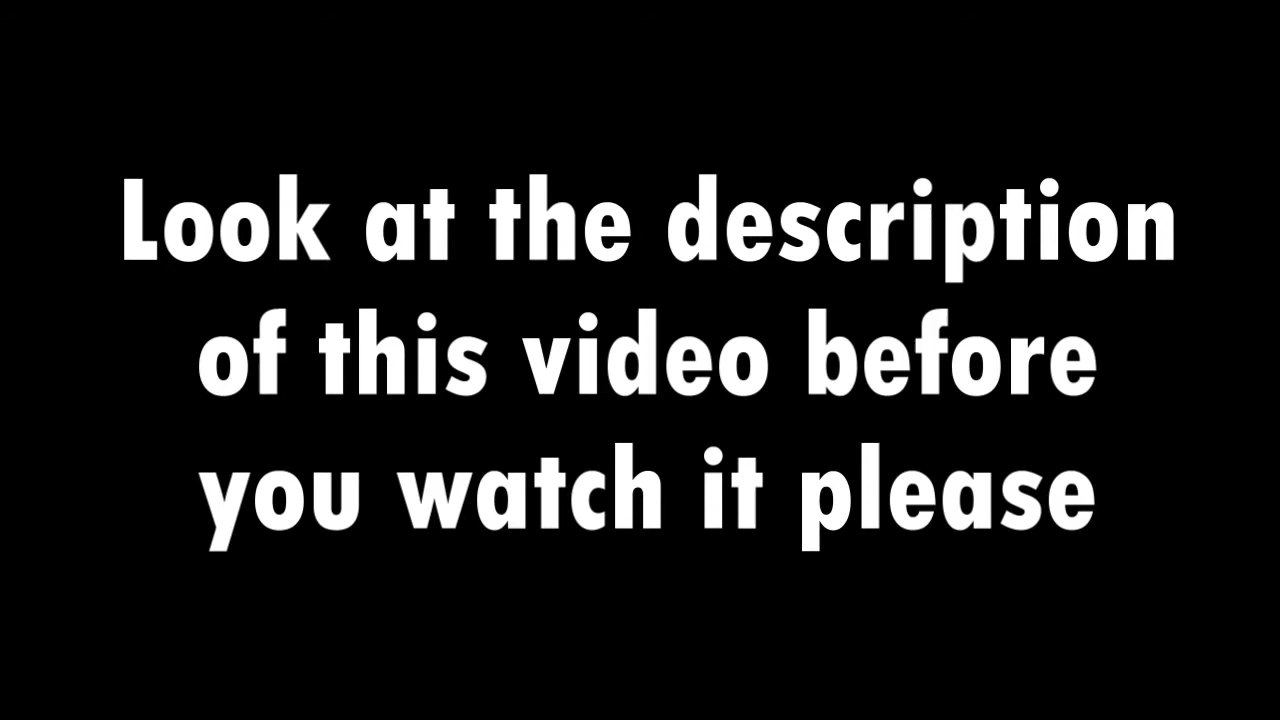 Look at the description
of this video before
you watch it please